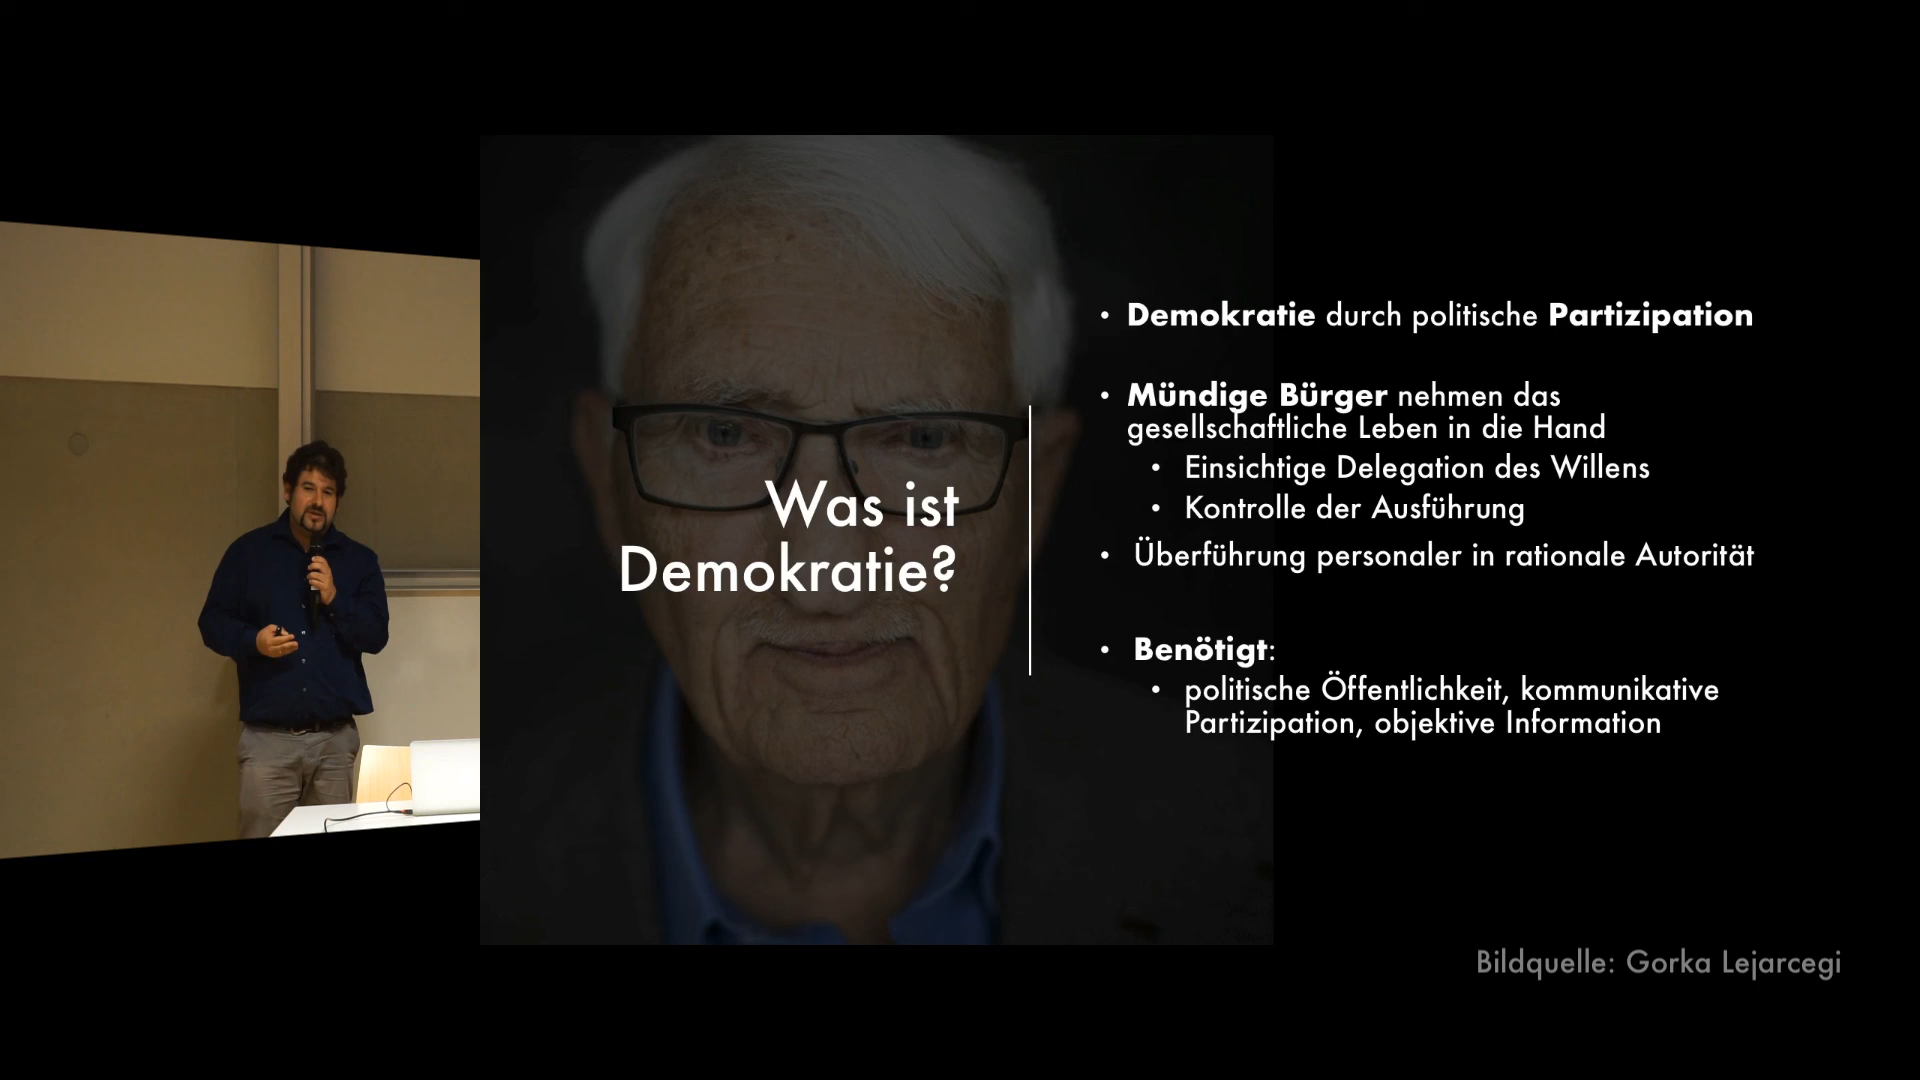 Was ist
Demokratie?
• Demokratie durch politische Partizipation
• Mündige Bürger nehmen das
gesellschaftliche Leben in die Hand
• Einsichtige Delegation des Willens
• Kontrolle der Ausführung
• Überführung personaler in rationale Autorität
• Benötigt:
• politische Öffentlichkeit, kommunikative
Partizipation, objektive Information
Bildquelle: Gorka Lejarcegi